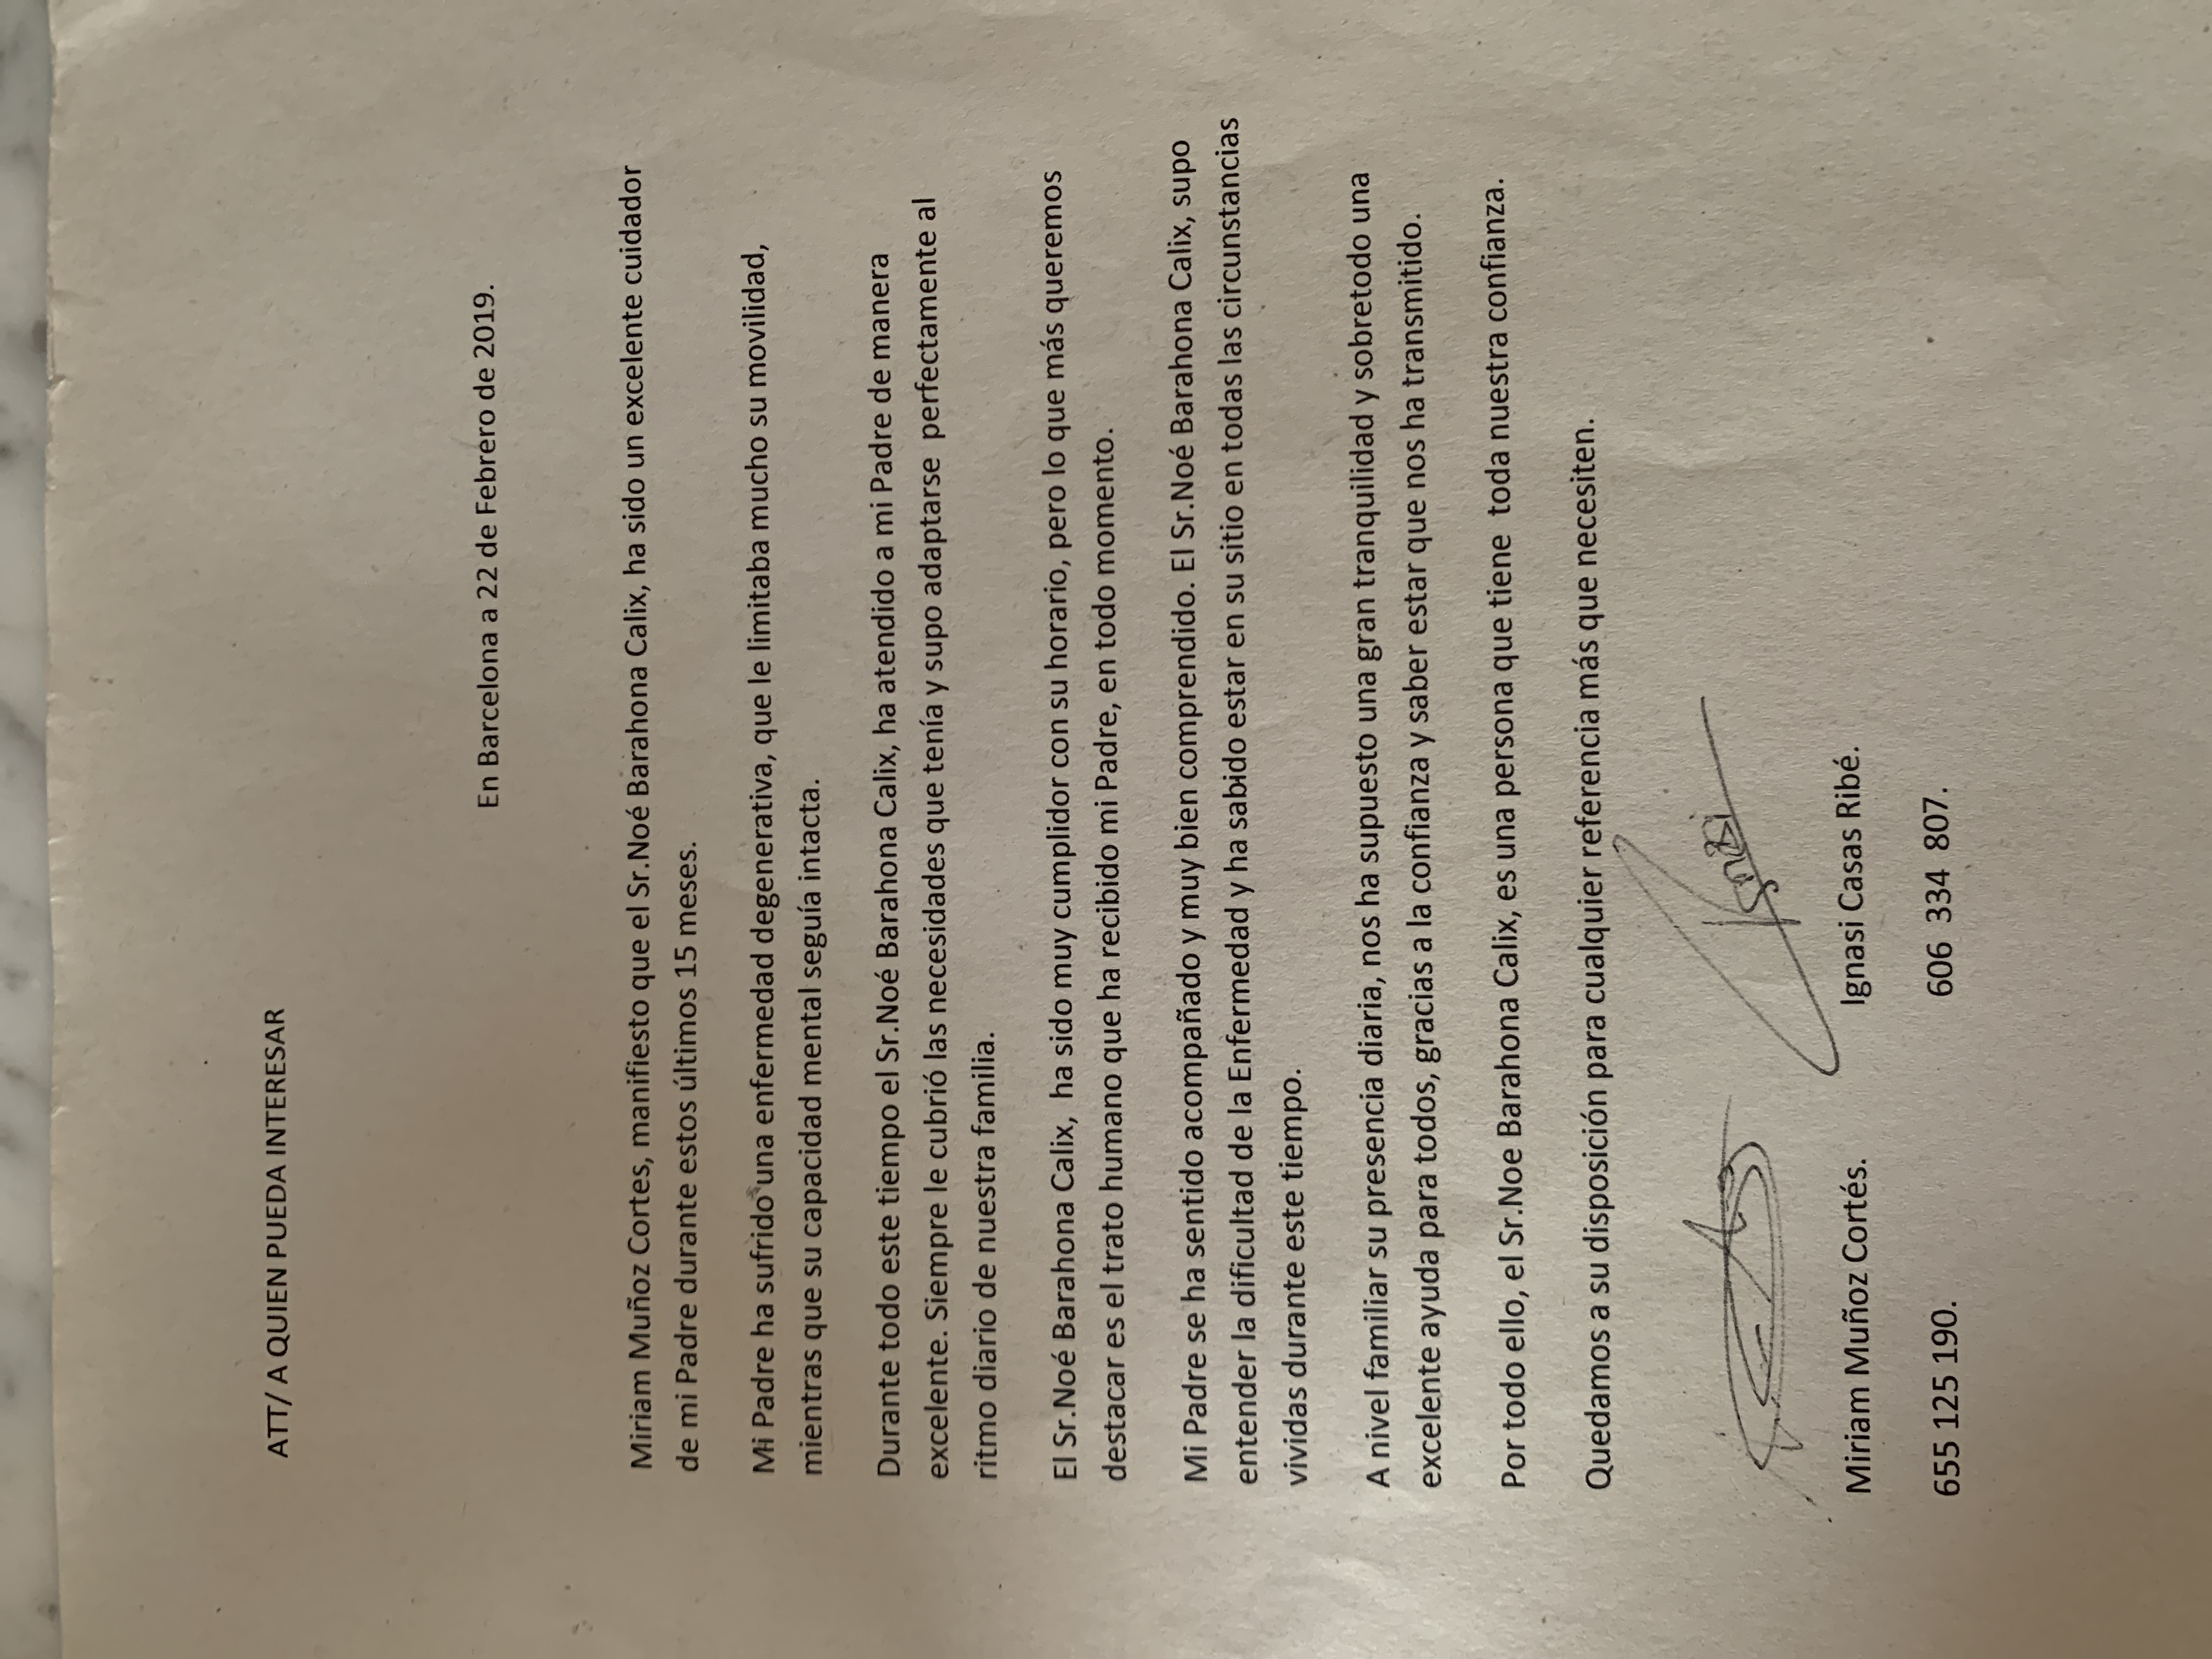 ATT/ A QUIEN PUEDA INTERESAR
En Barcelona a 22 de Febrero de 2019.
Miriam Muñoz Cortes, manifiesto que el Sr.Noé Barahona Calix, ha sido un excelente cuidador
de mi Padre durante estos últimos 15 meses.
Mi Padre ha sufrido una enfermedad degenerativa, que le limitaba mucho su movilidad,
mientras que su capacidad mental seguía intacta.
Durante todo este tiempo el Sr.Noé Barahona Calix, ha atendido a mi Padre de manera
excelente. Siempre le cubrió las necesidades que tenía y supo adaptarse perfectamente al
ritmo diario de nuestra familia.
El Sr.Noé Barahona Calix, ha sido muy cumplidor con su horario, pero lo que más queremos
destacar es el trato humano que ha recibido mi Padre, en todo momento.
Mi Padre se ha sentido acompañado y muy bien comprendido. El Sr.Noé Barahona Calix, supo
entender la dificultad de la Enfermedad y ha sabido estar en su sitio en todas las circunstancias
vividas durante este tiempo.
A nivel familiar su presencia diaria, nos ha supuesto una gran tranquilidad y sobretodo una
excelente ayuda para todos, gracias a la confianza y saber estar que nos ha transmitido.
Por todo ello, el Sr.Noe Barahona Calix, es una persona que tiene toda nuestra confianza.
Quedamos a su disposición para cualquier referencia más que necesiten.
Ignasi
Miriam Muñoz Cortés. Ignasi Casas Ribé.
655 125 190. 606 334 807.